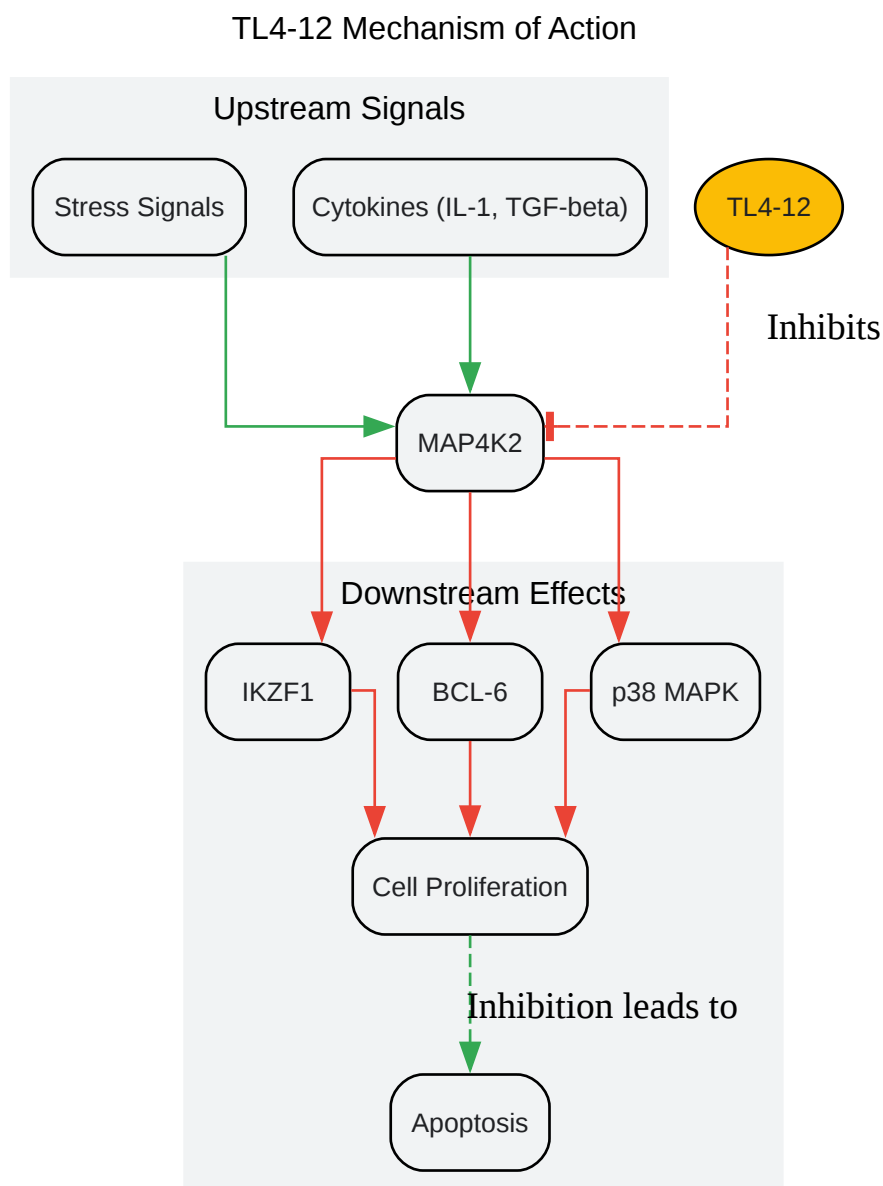 TL4-12 Mechanism of Action
Upstream Signals
Stress Signals
Cytokines (IL-1, TGF-beta)
TL4-12
Inhibits
MAP4K2
Downstream Effects
IKZF1
BCL-6
p38 MAPK
Cell Proliferation
Inhibition leads to
Apoptosis